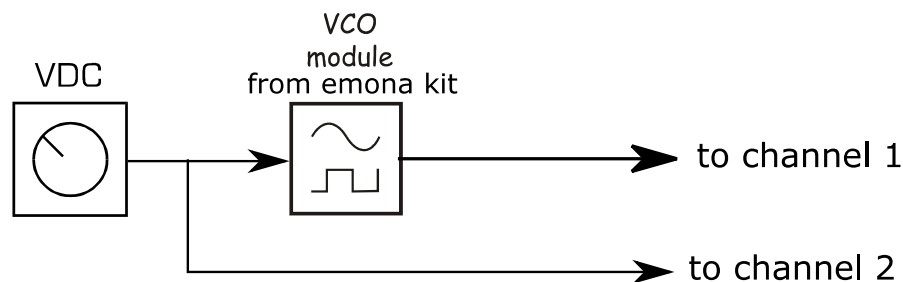 VCO
module
from emona kit
VDC
to channel 1
to channel 2